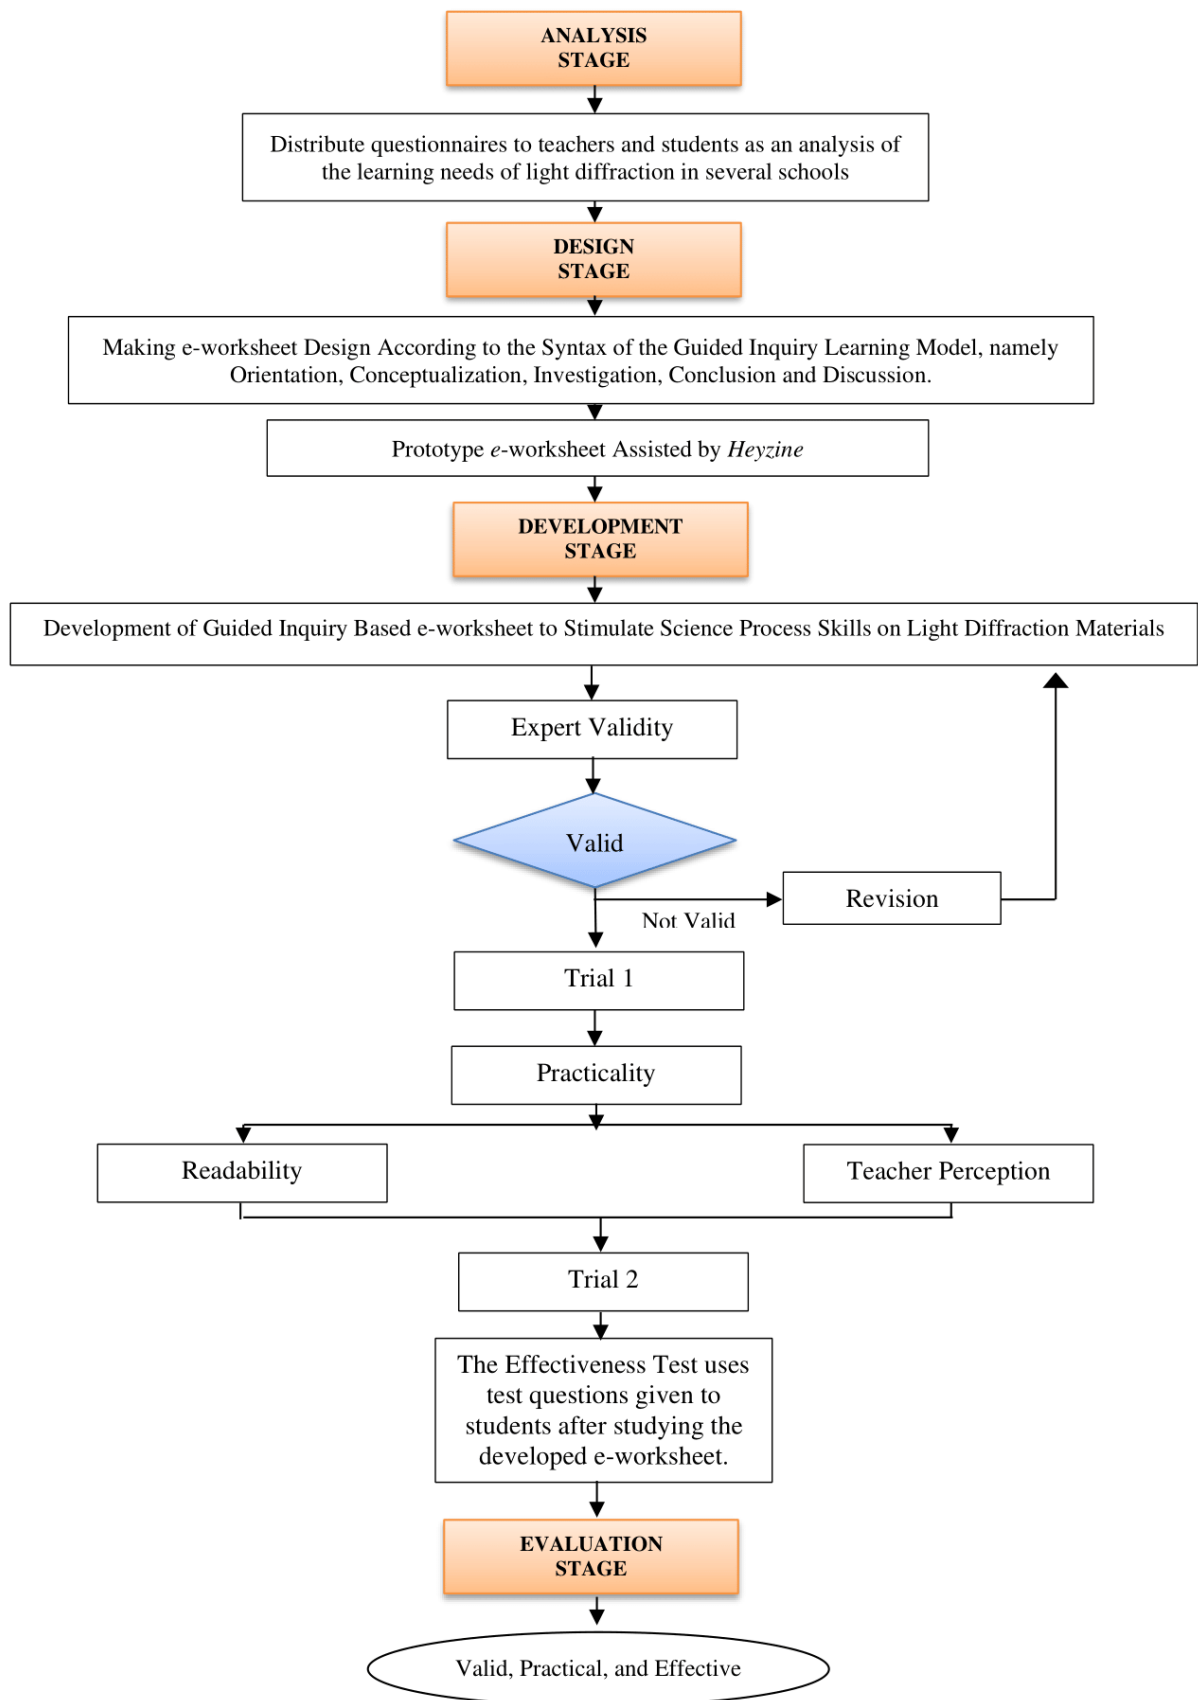 ANALYSIS
STAGE
Distribute questionnaires to teachers and students as an analysis of
the learning needs of light diffraction in several schools
DESIGN
STAGE
Making e-worksheet Design According to the Syntax of the Guided Inquiry Learning Model, namely
Orientation, Conceptualization, Investigation, Conclusion and Discussion.
Prototype e-worksheet Assisted by Heyzine
DEVELOPMENT
STAGE
Development of Guided Inquiry Based e-worksheet to Stimulate Science Process Skills on Light Diffraction Materials
Expert Validity
Valid
Revision
Not Valid
Trial 1
Practicality
Readability
Teacher Perception
Trial 2
The Effectiveness Test uses
test questions given to
students after studying the
developed e-worksheet.
EVALUATION
STAGE
Valid, Practical, and Effective